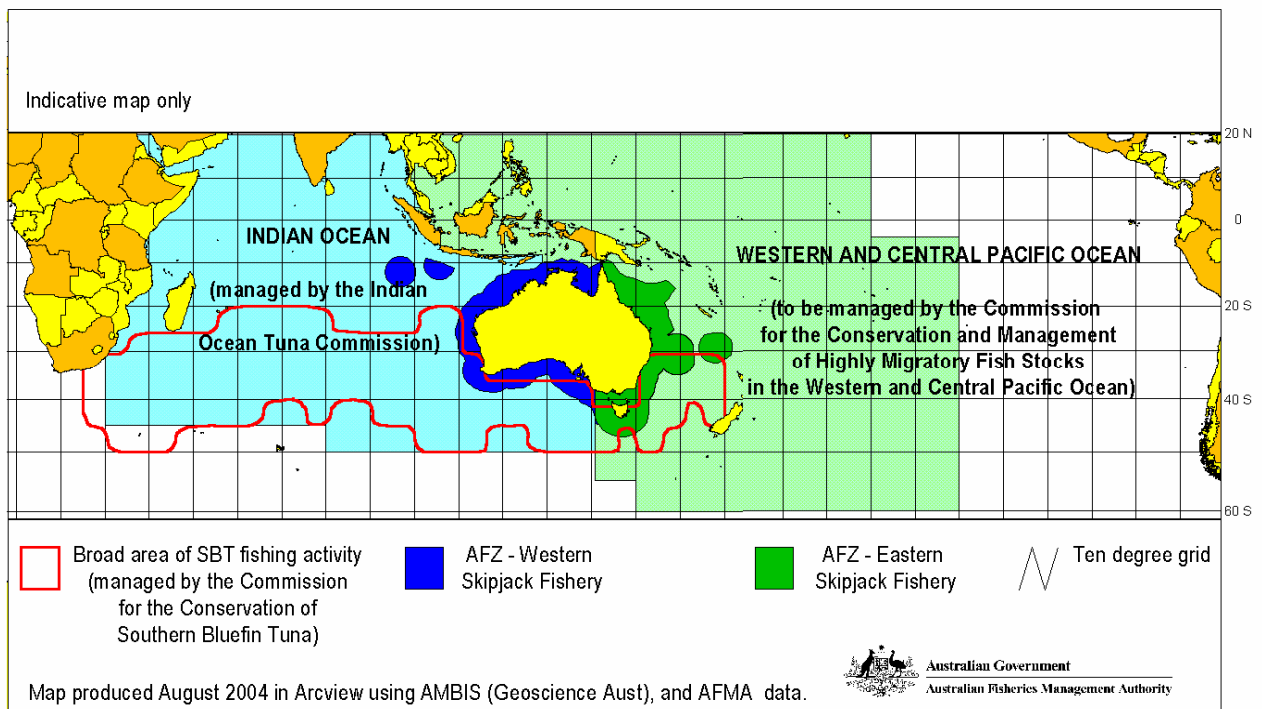 Indicative map only
20 N
0
20 S
40 S
60 S
INDIAN OCEAN
(managed by the Indian
Ocean Tuna Commission)
WESTERN AND CENTRAL PACIFIC OCEAN
(to be managed by the Commission
for the Conservation and Management
of Highly Migratory Fish Stocks
in the Western and Central Pacific Ocean)
Broad area of SBT fishing activity
(managed by the Commission
for the Conservation of
Southern Bluefin Tuna)
AFZ - Western
Skipjack Fishery
AFZ - Eastern
Skipjack Fishery
Ten degree grid
Map produced August 2004 in Arcview using AMBIS (Geoscience Aust), and AFMA data.
Australian Government
Australian Fisheries Management Authority